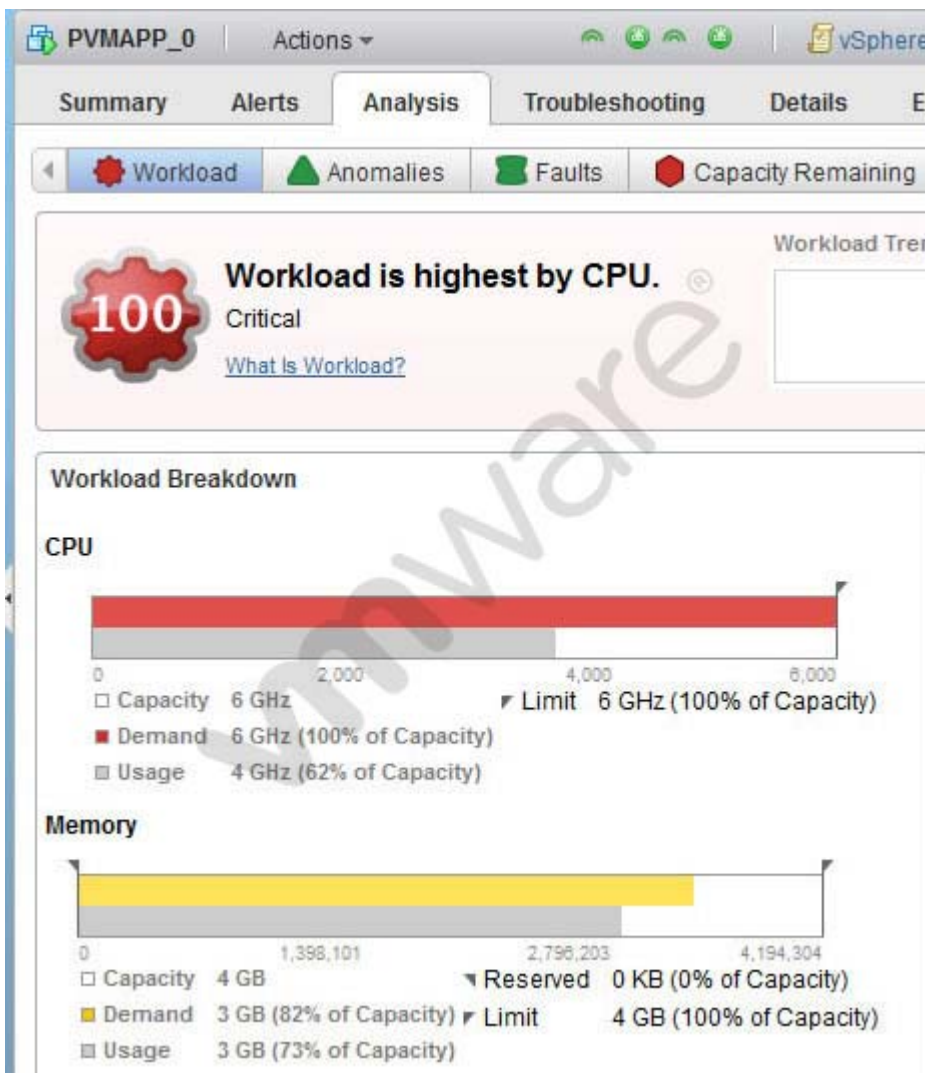 PVMAPP_0 Actions vSphere
Summary Alerts Analysis Troubleshooting Details E
Workload Anomalies Faults Capacity Remaining
Workload Tren
100 Workload is highest by CPU.
Critical
What Is Workload?
vmware®
Workload Breakdown
CPU
0 2,000 4,000 6,000
Capacity 6 GHz Limit 6 GHz (100% of Capacity)
Demand 6 GHz (100% of Capacity)
Usage 4 GHz (62% of Capacity)
Memory
0 1,398,101 2,796,203 4,194,304
Capacity 4 GB Reserved 0 KB (0% of Capacity)
Demand 3 GB (82% of Capacity) Limit 4 GB (100% of Capacity)
Usage 3 GB (73% of Capacity)